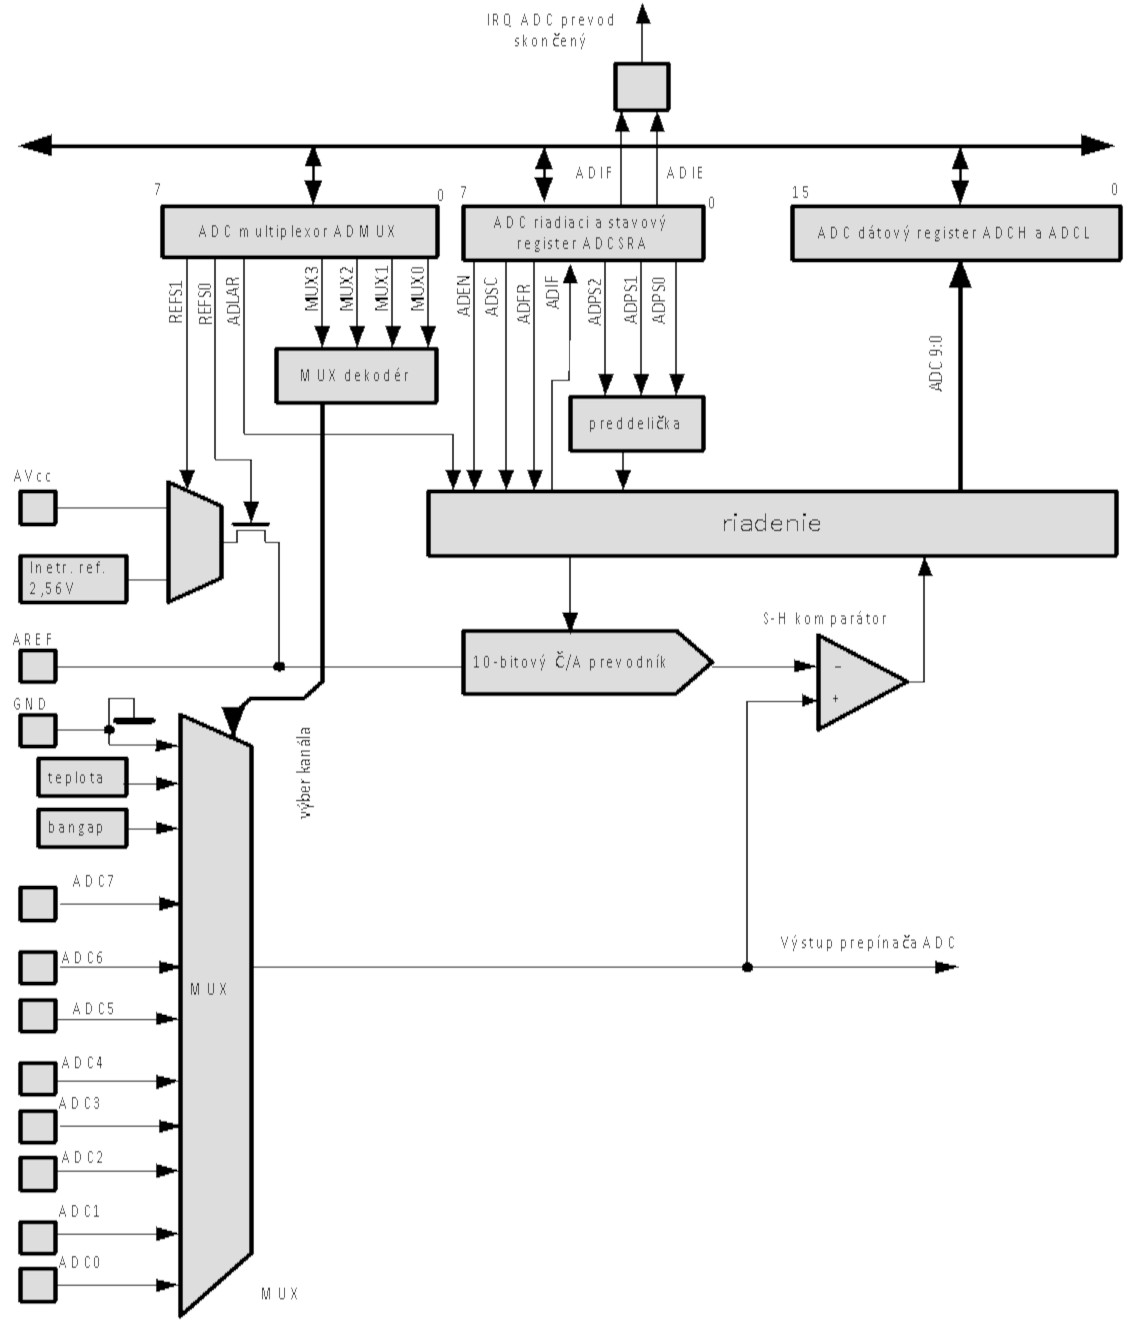 IRQ ADC prevod
skončený
ADIF
ADIE
7
0
7
0
15
0
ADC multiplexor ADMUX
ADC riadiaci a stavový
register ADCSRA
ADC dátový register ADCH a ADCL
REFS1
REFS0
ADLAR
MUX3
MUX2
MUX1
MUX0
ADEN
ADSC
ADFR
ADIF
ADPS2
ADPS1
ADPS0
ADC 9:0
MUX dekodér
preddelička
AVcc
riadenie
Inetr. ref.
2,56V
AREF
S-H komparátor
10-bitový Č/A prevodník
–
+
GND
výber kanála
teplota
bangap
ADC7
Výstup prepínača ADC
ADC6
MUX
ADC5
ADC4
ADC3
ADC2
ADC1
ADC0
MUX